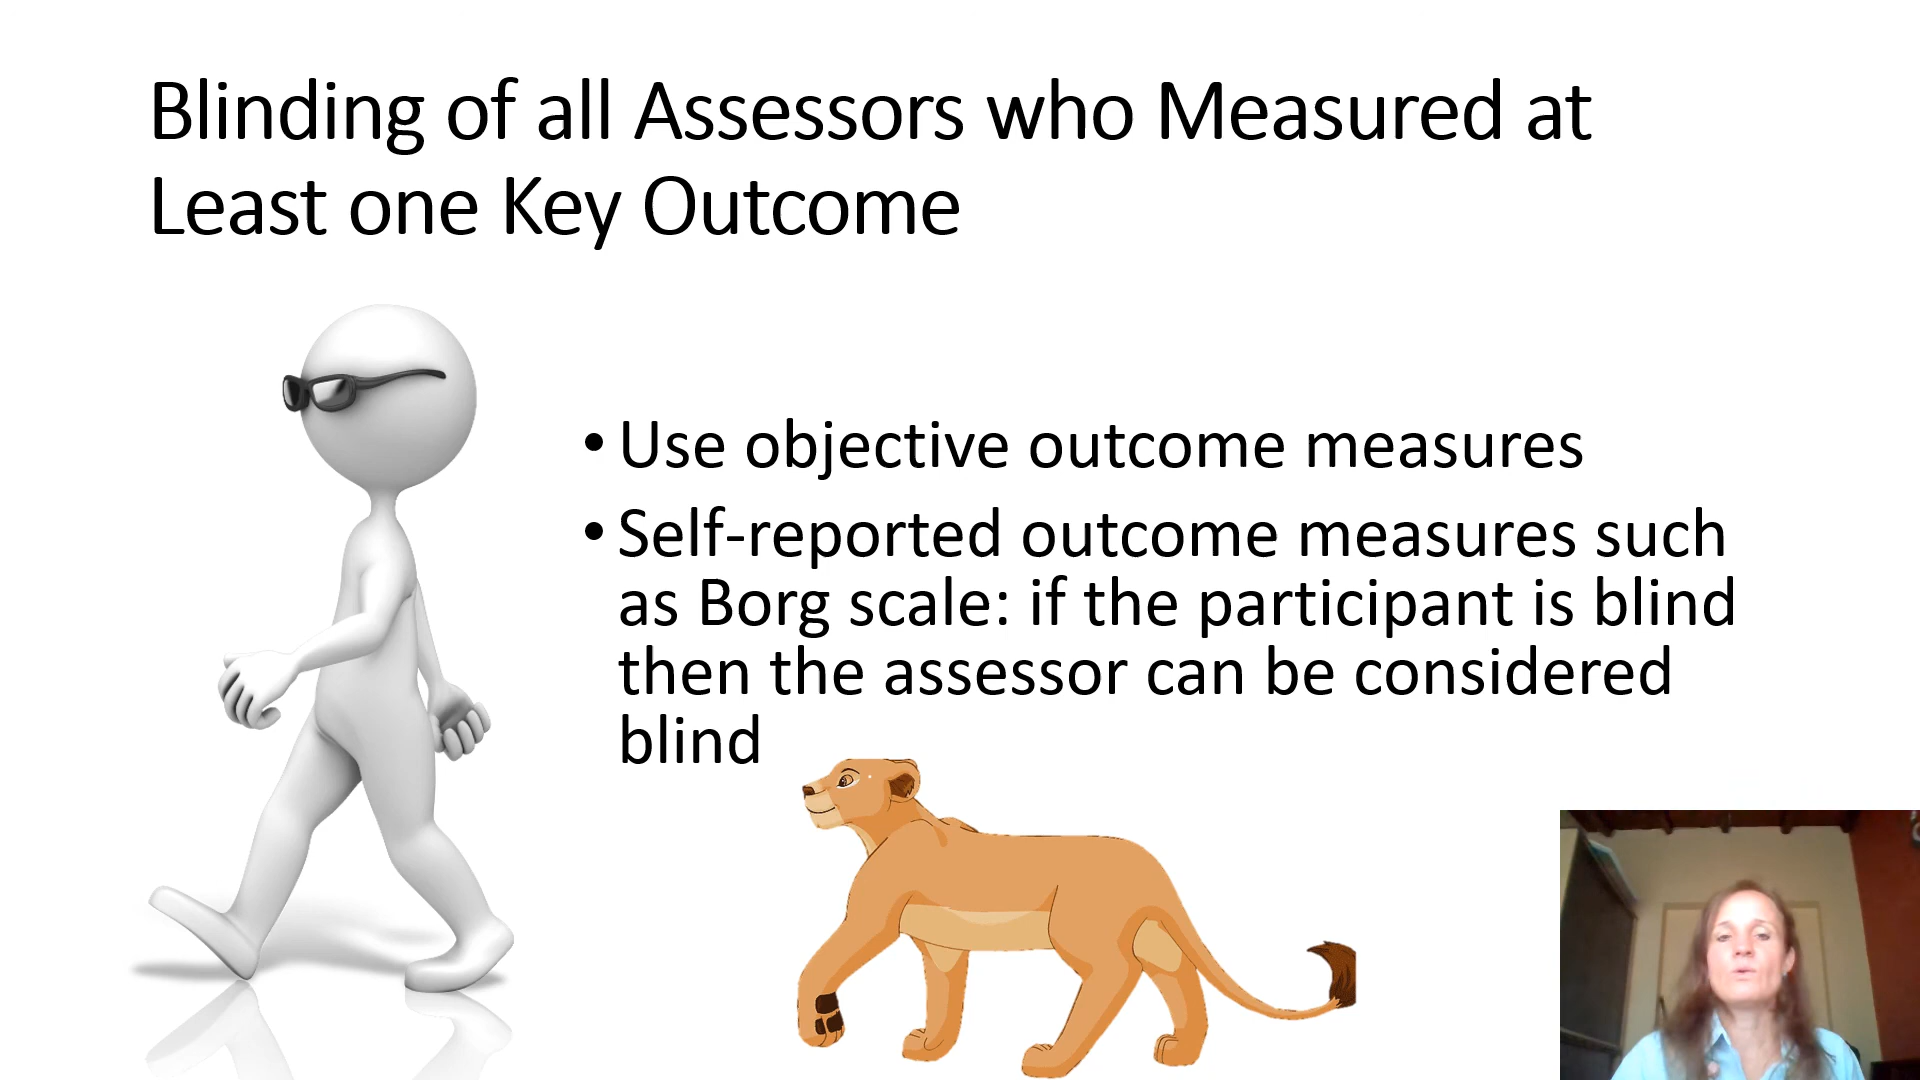 Blinding of all Assessors who Measured at
Least one Key Outcome
• Use objective outcome measures
• Self-reported outcome measures such
as Borg scale: if the participant is blind
then the assessor can be considered
blind